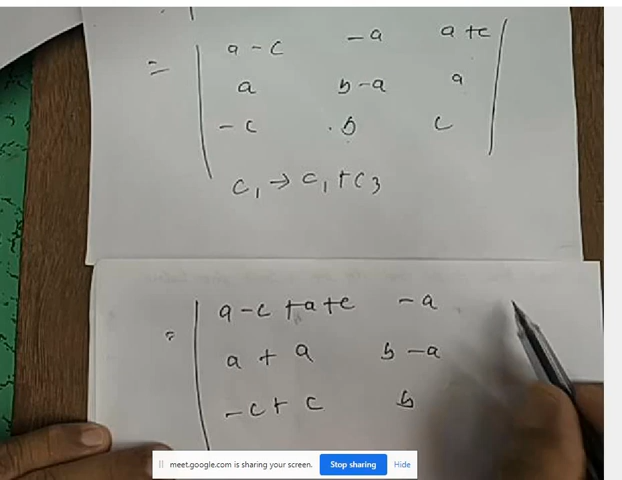 = | a - c   - a   a + c |
a   b - a   a
- c   b   c
c₁ → c₁ + c₃
= | a - c + a + c   - a
a + a   b - a
- c + c   b
meet.google.com is sharing your screen. Stop sharing Hide